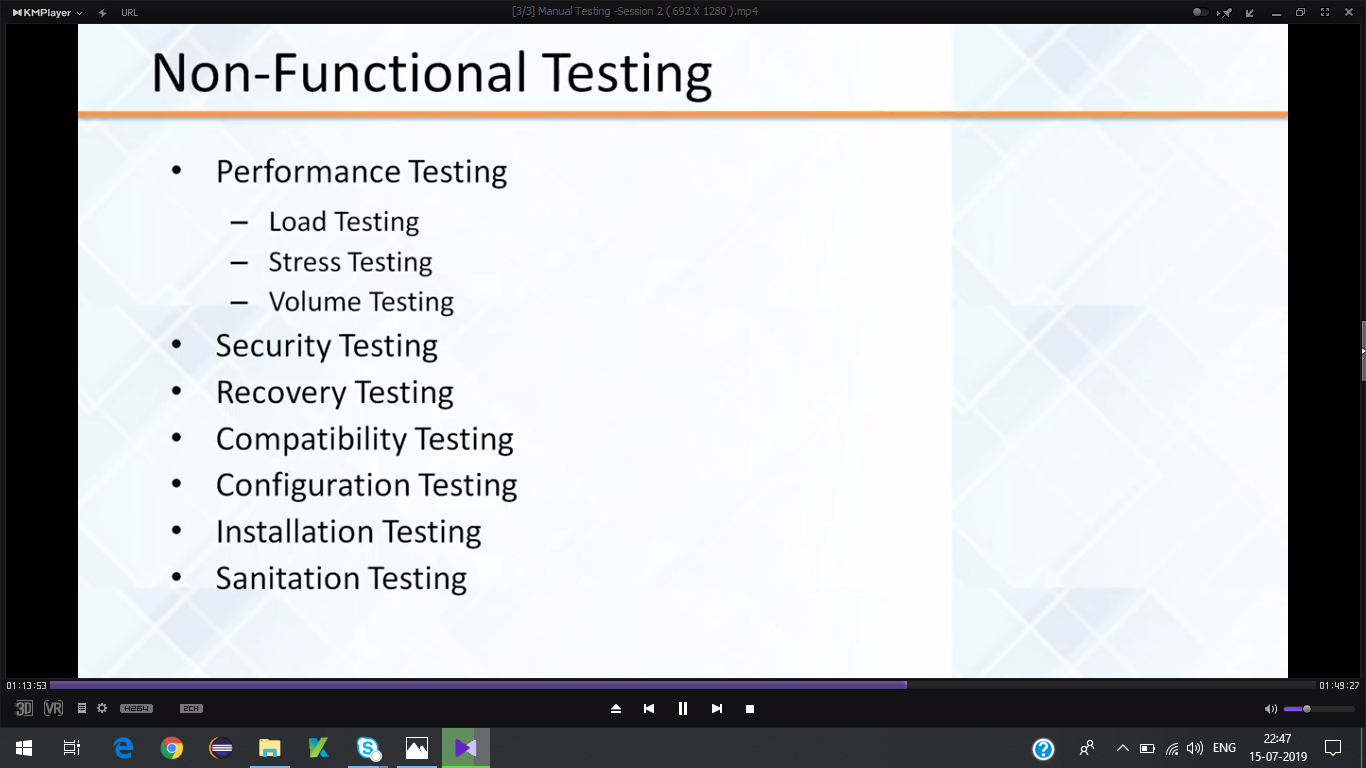 KMPlayer
URL
[3/3] Manual Testing -Session 2 ( 692 X 1280 ).mp4
Non-Functional Testing
• Performance Testing
– Load Testing
– Stress Testing
– Volume Testing
• Security Testing
• Recovery Testing
• Compatibility Testing
• Configuration Testing
• Installation Testing
• Sanitation Testing
01:13:53
01:49:27
3D
VR
H264
2CH
ENG
22:47
15-07-2019